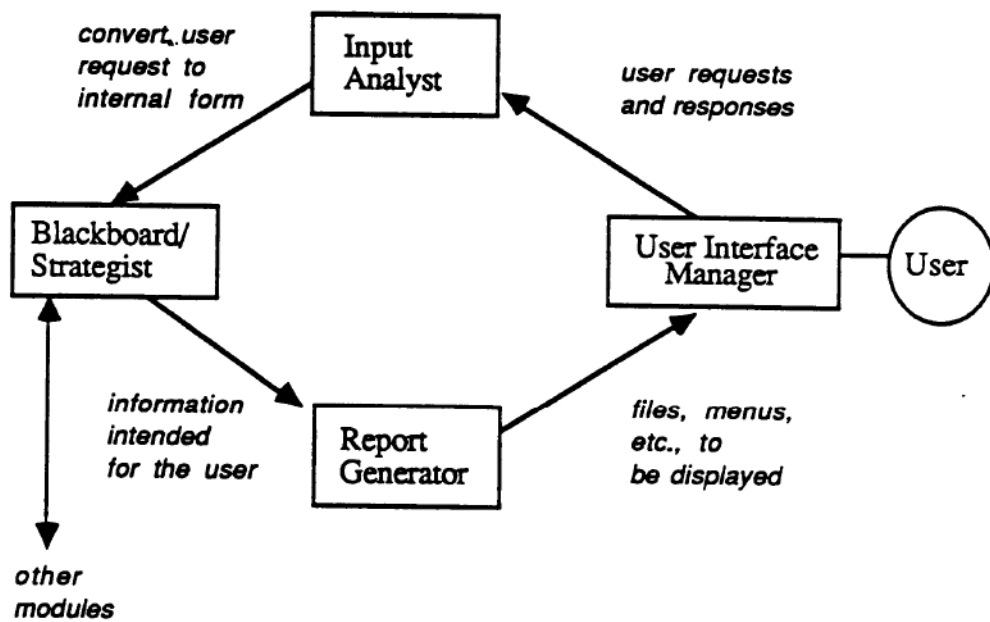 convert user
request to
internal form
Input
Analyst
user requests
and responses
Blackboard/
Strategist
User Interface
Manager
User
information
intended
for the user
Report
Generator
files, menus,
etc., to
be displayed
other
modules